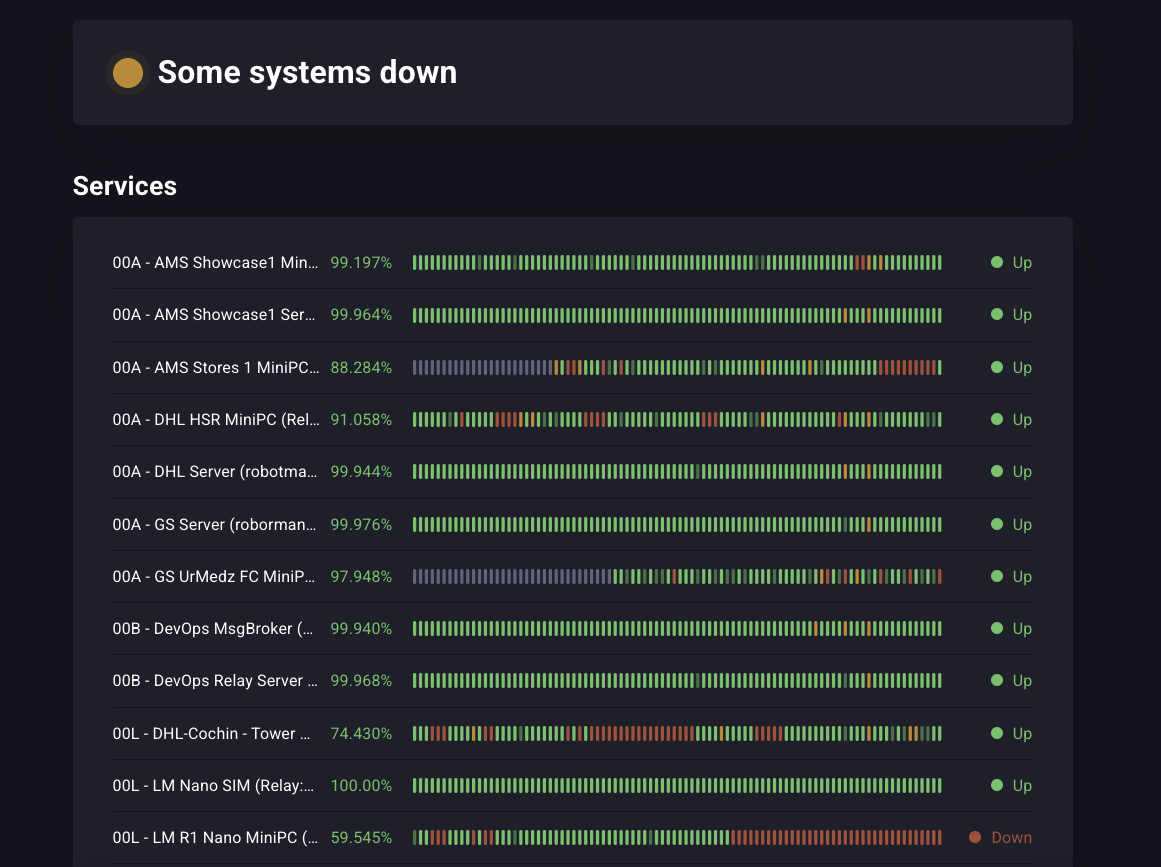 Some systems down
Services
00A - AMS Showcase1 Min... 99.197% Up
00A - AMS Showcase1 Ser... 99.964% Up
00A - AMS Stores 1 MiniPC... 88.284% Up
00A - DHL HSR MiniPC (Rel... 91.058% Up
00A - DHL Server (robotma... 99.944% Up
00A - GS Server (roborman... 99.976% Up
00A - GS UrMedz FC MiniP... 97.948% Up
00B - DevOps MsgBroker (... 99.940% Up
00B - DevOps Relay Server ... 99.968% Up
00L - DHL-Cochin - Tower ... 74.430% Up
00L - LM Nano SIM (Relay:... 100.00% Up
00L - LM R1 Nano MiniPC (... 59.545% Down